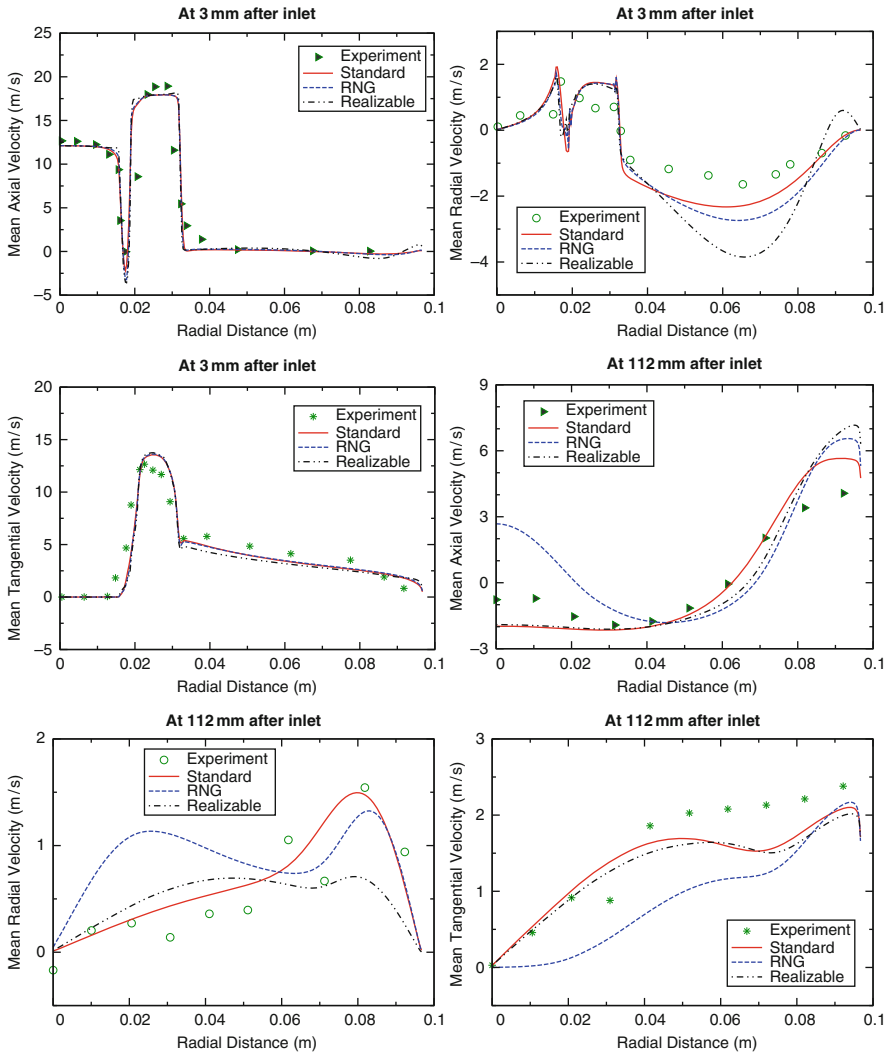 At 3 mm after inlet
25
20
15
10
5
0
−5
Mean Axial Velocity (m/s)
Experiment
Standard
RNG
Realizable
0 0.02 0.04 0.06 0.08 0.1
Radial Distance (m)
At 3 mm after inlet
2
0
−2
−4
Mean Radial Velocity (m/s)
Experiment
Standard
RNG
Realizable
0 0.02 0.04 0.06 0.08 0.1
Radial Distance (m)
At 3 mm after inlet
20
15
10
5
0
−5
Mean Tangential Velocity (m/s)
Experiment
Standard
RNG
Realizable
0 0.02 0.04 0.06 0.08 0.1
Radial Distance (m)
At 112 mm after inlet
9
6
3
0
−3
Mean Axial Velocity (m/s)
Experiment
Standard
RNG
Realizable
0 0.02 0.04 0.06 0.08 0.1
Radial Distance (m)
At 112 mm after inlet
2
1
0
Mean Radial Velocity (m/s)
Experiment
Standard
RNG
Realizable
0 0.02 0.04 0.06 0.08 0.1
Radial Distance (m)
At 112 mm after inlet
3
2
1
0
Mean Tangential Velocity (m/s)
Experiment
Standard
RNG
Realizable
0 0.02 0.04 0.06 0.08 0.1
Radial Distance (m)